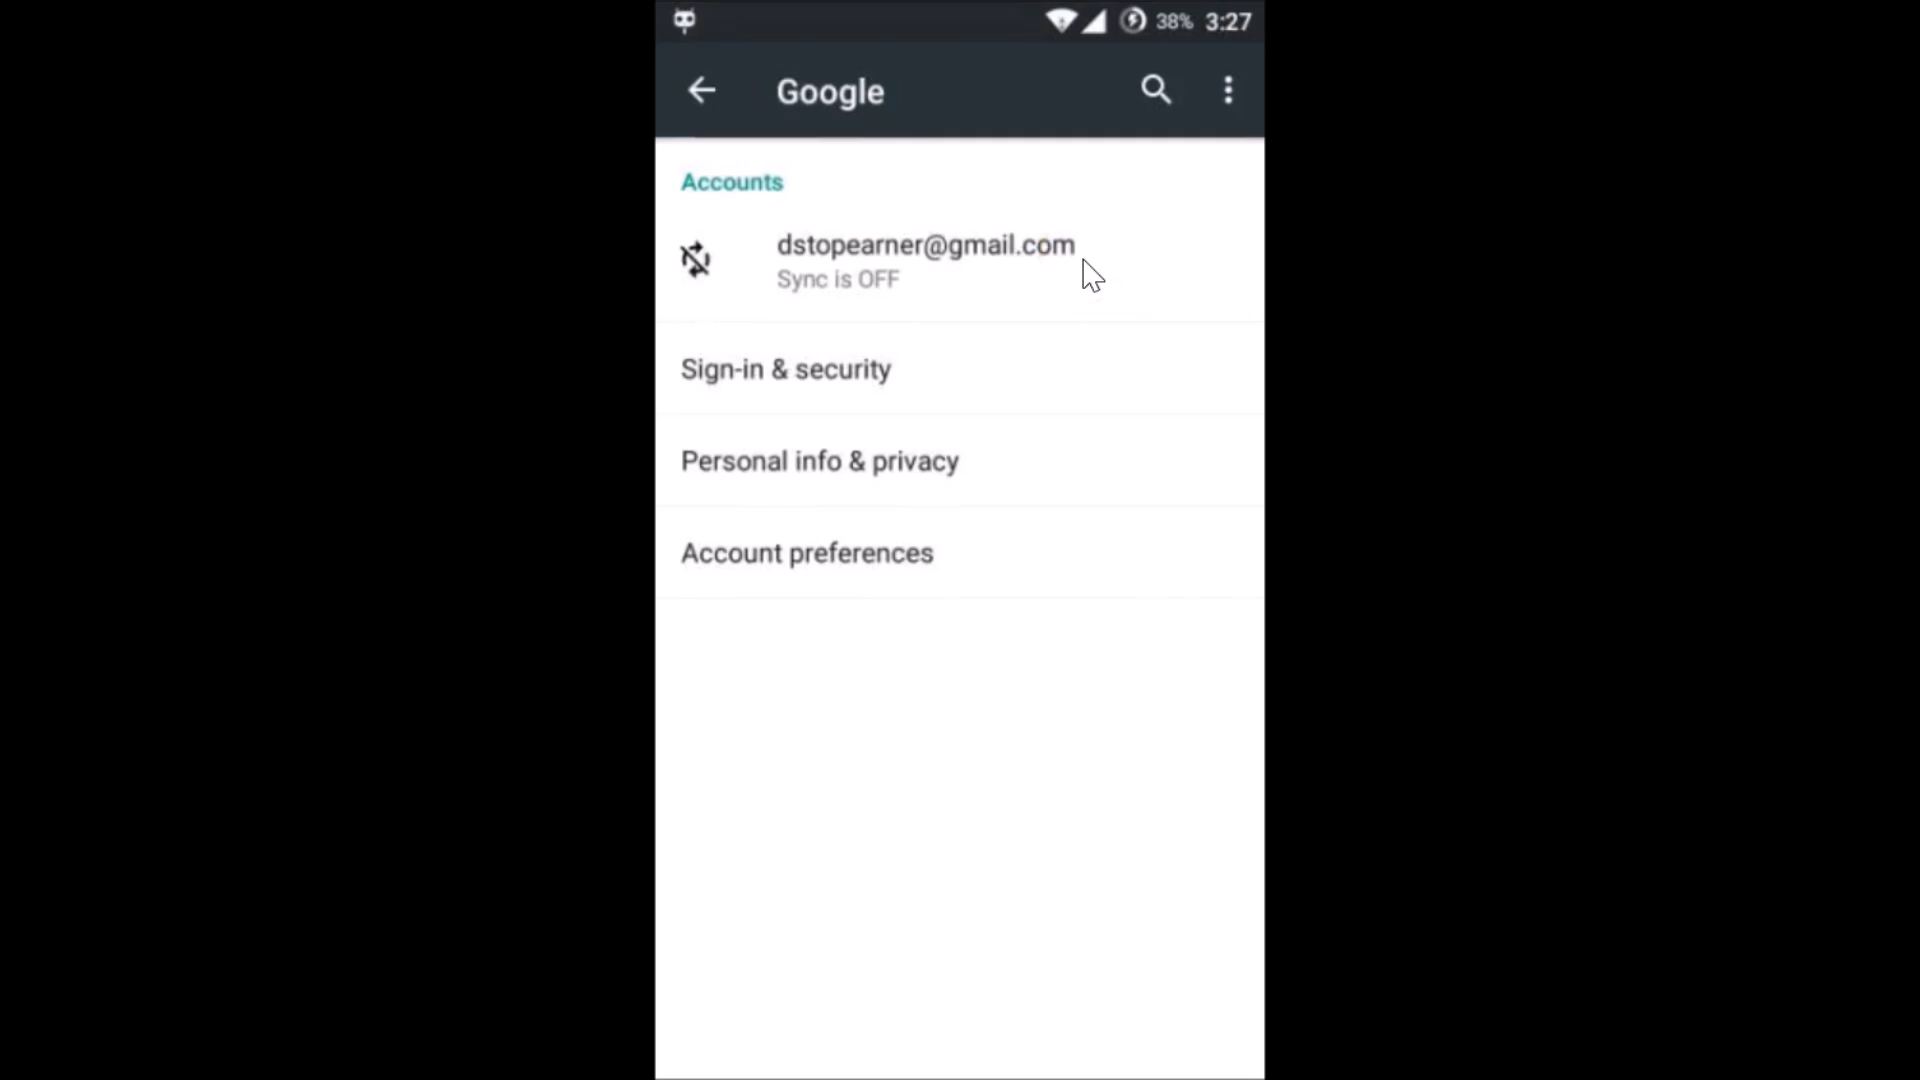 38% 3:27
Google
Accounts
dstopearner@gmail.com
Sync is OFF
Sign-in & security
Personal info & privacy
Account preferences